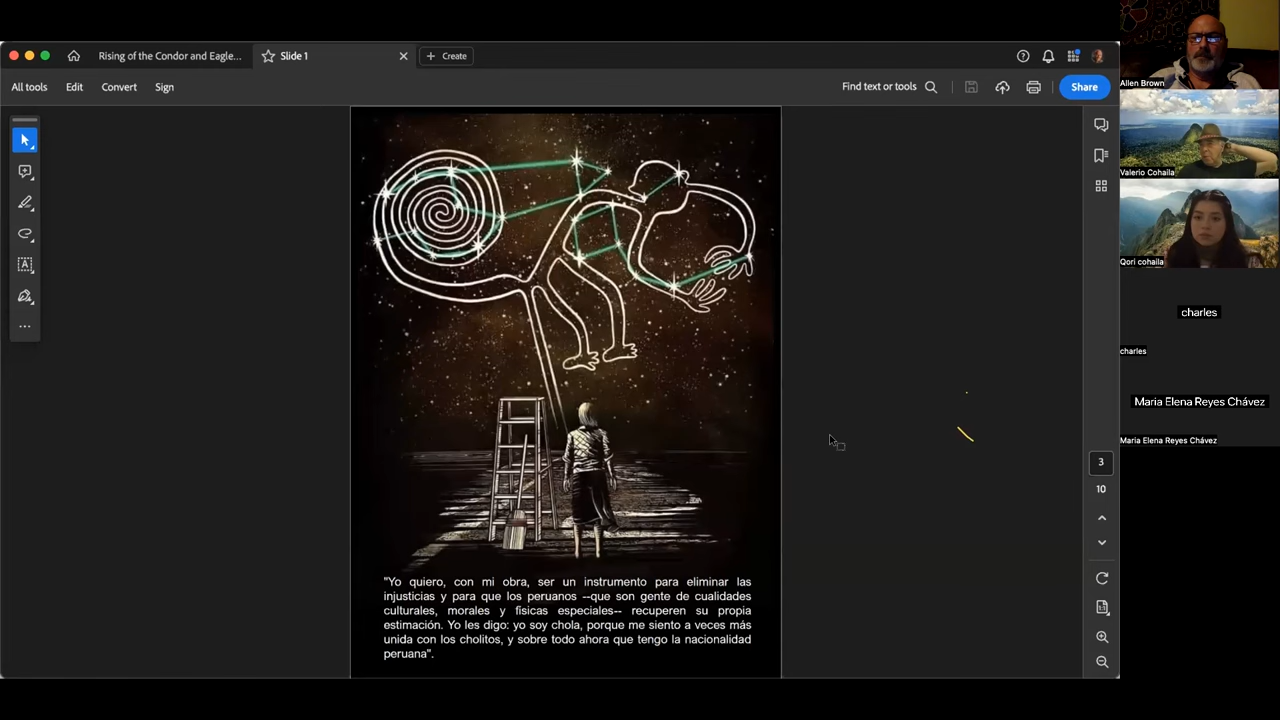 Rising of the Condor and Eagle...
Slide 1
Create
All tools
Edit
Convert
Sign
Find text or tools
Share
"Yo quiero, con mi obra, ser un instrumento para eliminar las
injusticias y para que los peruanos --que son gente de cualidades
culturales, morales y físicas especiales-- recuperen su propia
estimación. Yo les digo: yo soy chola, porque me siento a veces más
unida con los cholitos, y sobre todo ahora que tengo la nacionalidad
peruana".
3
10
Allen Brown
Valerio Cohaila
Qori cohaila
charles
charles
Maria Elena Reyes Chávez
Maria Elena Reyes Chávez